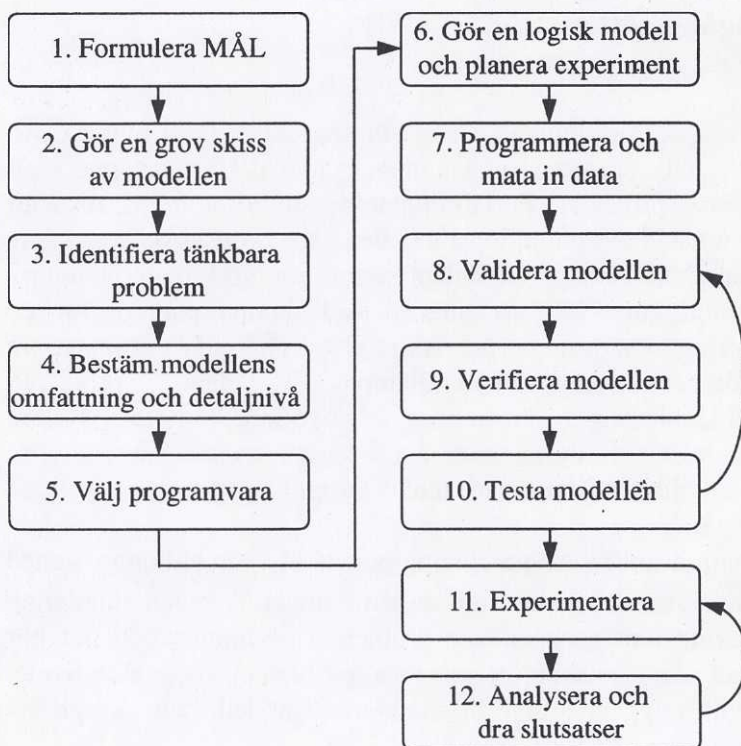 1. Formulera MÅL
2. Gör en grov skiss
av modellen
3. Identifiera tänkbara
problem
4. Bestäm modellens
omfattning och detaljnivå
5. Välj programvara
6. Gör en logisk modell
och planera experiment
7. Programmera och
mata in data
8. Validera modellen
9. Verifiera modellen
10. Testa modellen
11. Experimentera
12. Analysera och
dra slutsatser